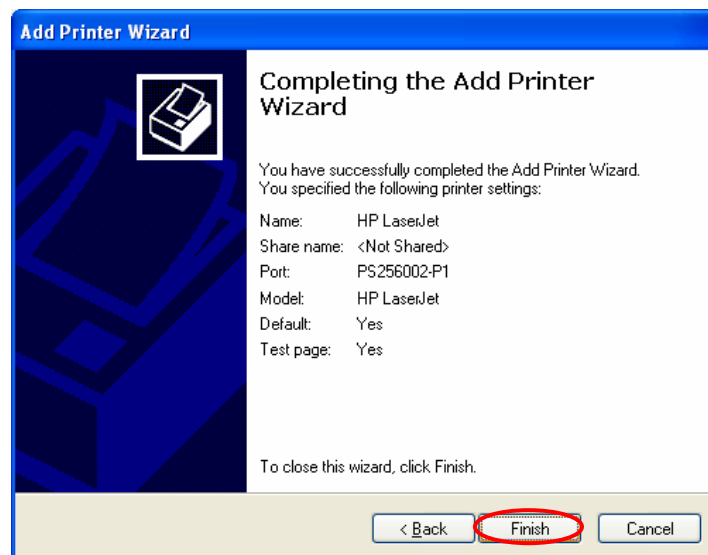 Add Printer Wizard
Completing the Add Printer
Wizard
You have successfully completed the Add Printer Wizard.
You specified the following printer settings:
Name: HP LaserJet
Share name: <Not Shared>
Port: PS256002-P1
Model: HP LaserJet
Default: Yes
Test page: Yes
To close this wizard, click Finish.
< Back Finish Cancel